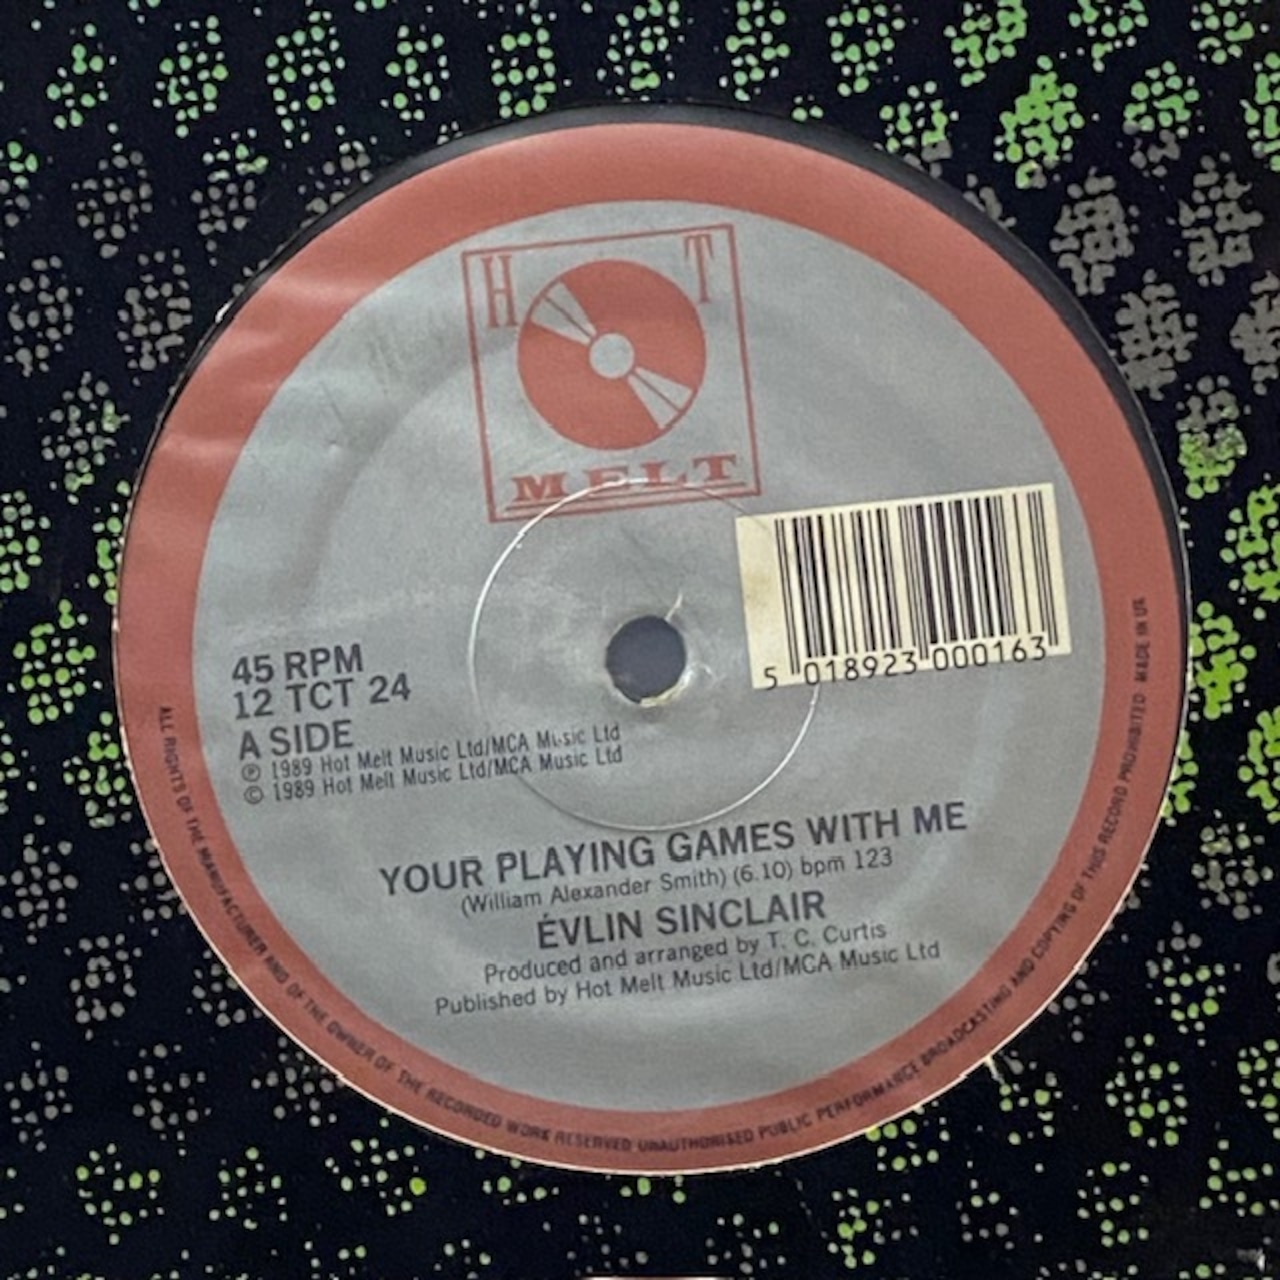 HOT
MELT
5 018923 000163
45 RPM
12 TCT 24
A SIDE
℗ 1989 Hot Melt Music Ltd/MCA Music Ltd
© 1989 Hot Melt Music Ltd/MCA Music Ltd
YOUR PLAYING GAMES WITH ME
(William Alexander Smith) (6.10) bpm 123
ÉVLIN SINCLAIR
Produced and arranged by T. C. Curtis
Published by Hot Melt Music Ltd/MCA Music Ltd
ALL RIGHTS OF THE MANUFACTURER AND OF THE OWNER OF THE RECORDED WORK RESERVED UNAUTHORISED PUBLIC PERFORMANCE BROADCASTING AND COPYING OF THIS RECORD PROHIBITED MADE IN UK